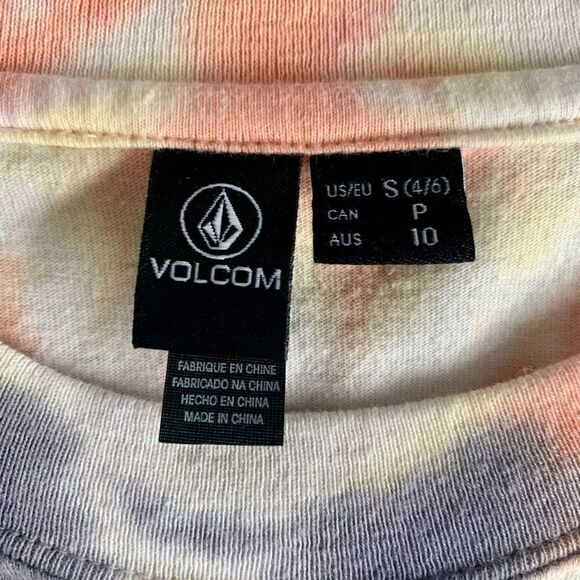 VOLCOM
US/EU S (4/6)
CAN P
AUS 10
FABRIQUE EN CHINE
FABRICADO NA CHINA
HECHO EN CHINA
MADE IN CHINA